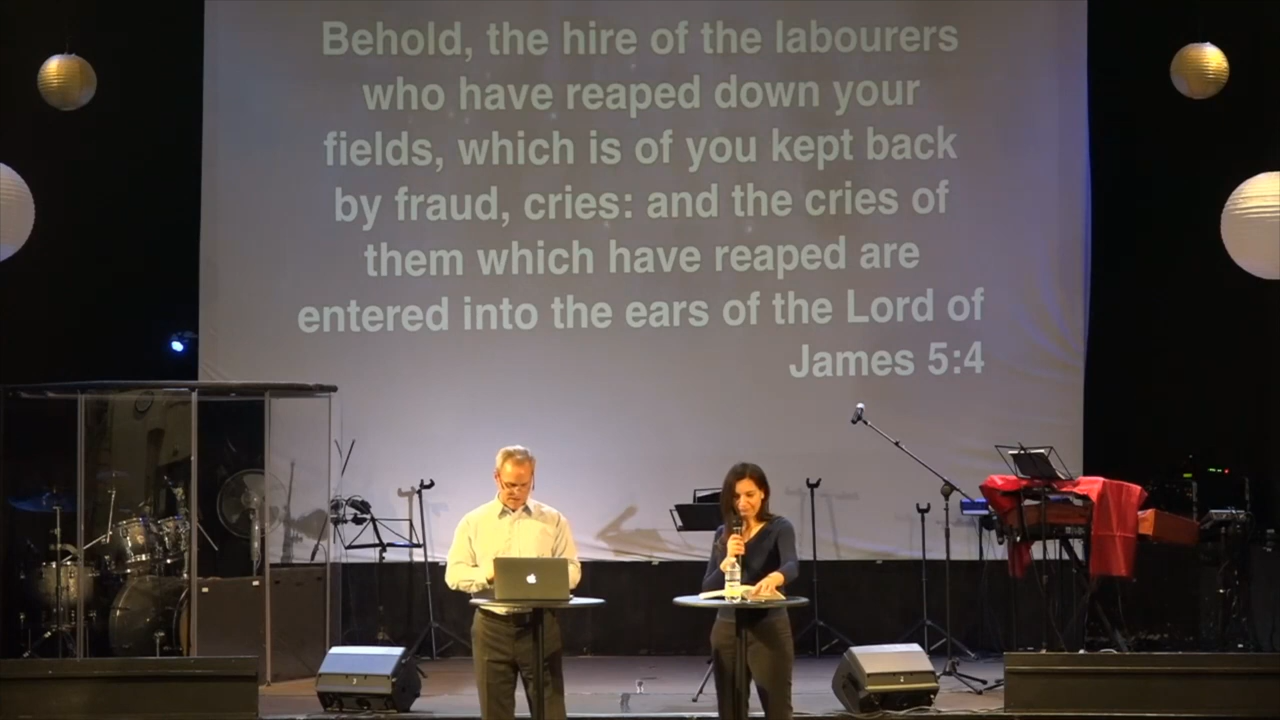 Behold, the hire of the labourers
who have reaped down your
fields, which is of you kept back
by fraud, cries: and the cries of
them which have reaped are
entered into the ears of the Lord of
James 5:4